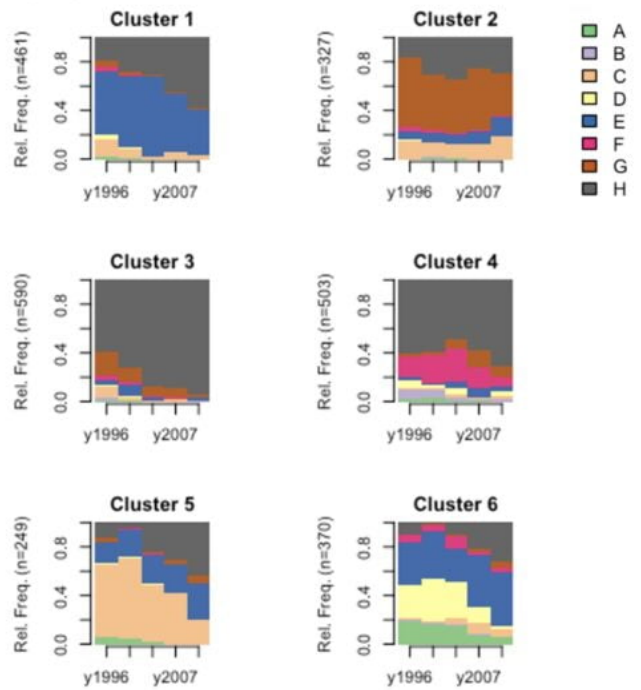 Cluster 1
Rel. Freq. (n=461)
0.0 0.4 0.8
y1996 y2007
Cluster 2
Rel. Freq. (n=327)
0.0 0.4 0.8
y1996 y2007
A
B
C
D
E
F
G
H
Cluster 3
Rel. Freq. (n=590)
0.0 0.4 0.8
y1996 y2007
Cluster 4
Rel. Freq. (n=503)
0.0 0.4 0.8
y1996 y2007
Cluster 5
Rel. Freq. (n=249)
0.0 0.4 0.8
y1996 y2007
Cluster 6
Rel. Freq. (n=370)
0.0 0.4 0.8
y1996 y2007